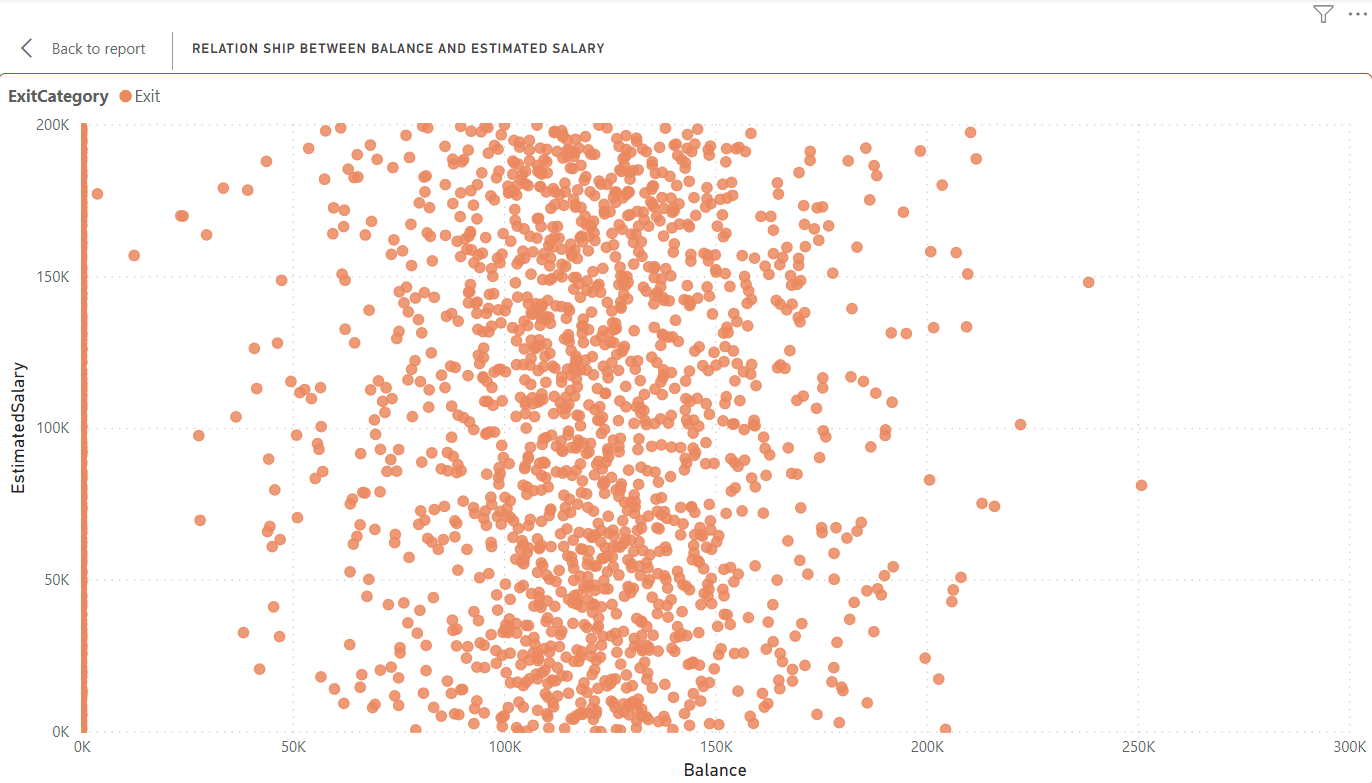 Back to report
RELATION SHIP BETWEEN BALANCE AND ESTIMATED SALARY
ExitCategory Exit
200K
150K
100K
50K
0K
EstimatedSalary
0K 50K 100K 150K 200K 250K 300K
Balance